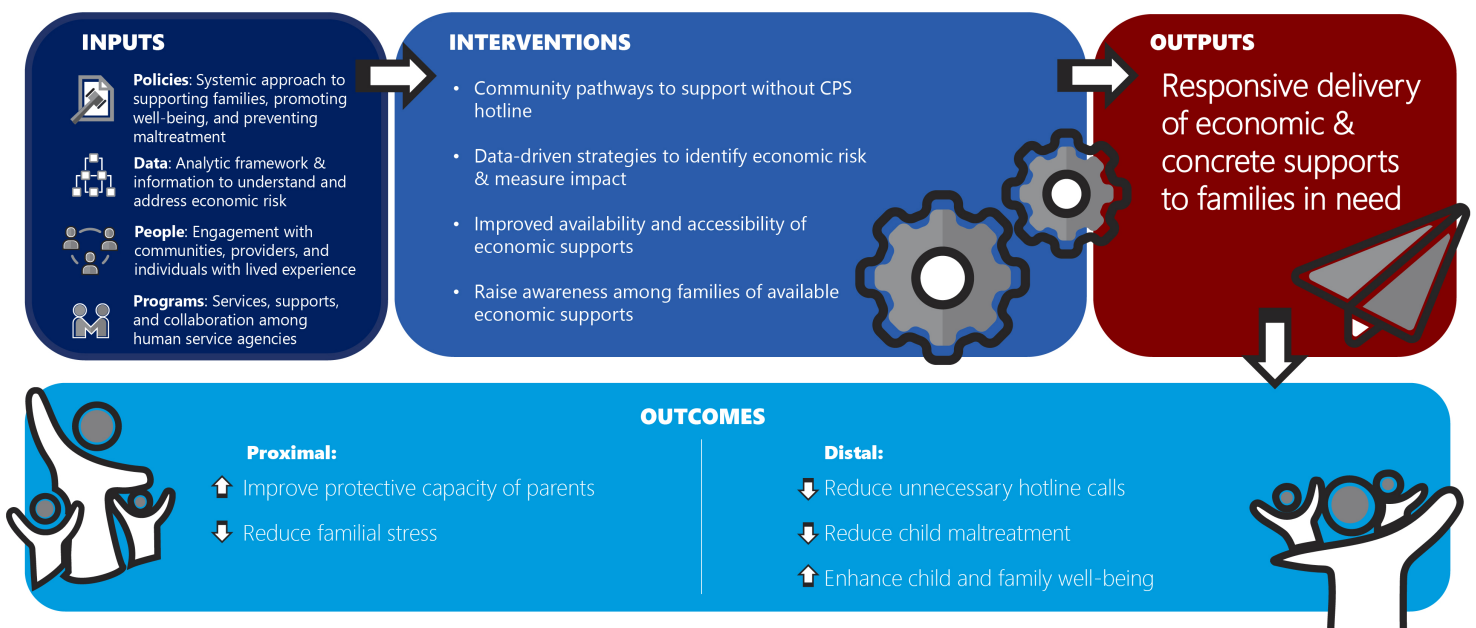 INPUTS
Policies: Systemic approach to
supporting families, promoting
well-being, and preventing
maltreatment
Data: Analytic framework &
information to understand and
address economic risk
People: Engagement with
communities, providers, and
individuals with lived experience
Programs: Services, supports,
and collaboration among
human service agencies
INTERVENTIONS
• Community pathways to support without CPS
hotline
• Data-driven strategies to identify economic risk
& measure impact
• Improved availability and accessibility of
economic supports
• Raise awareness among families of available
economic supports
OUTPUTS
Responsive delivery
of economic &
concrete supports
to families in need
OUTCOMES
Proximal:
Improve protective capacity of parents
Reduce familial stress
Distal:
Reduce unnecessary hotline calls
Reduce child maltreatment
Enhance child and family well-being